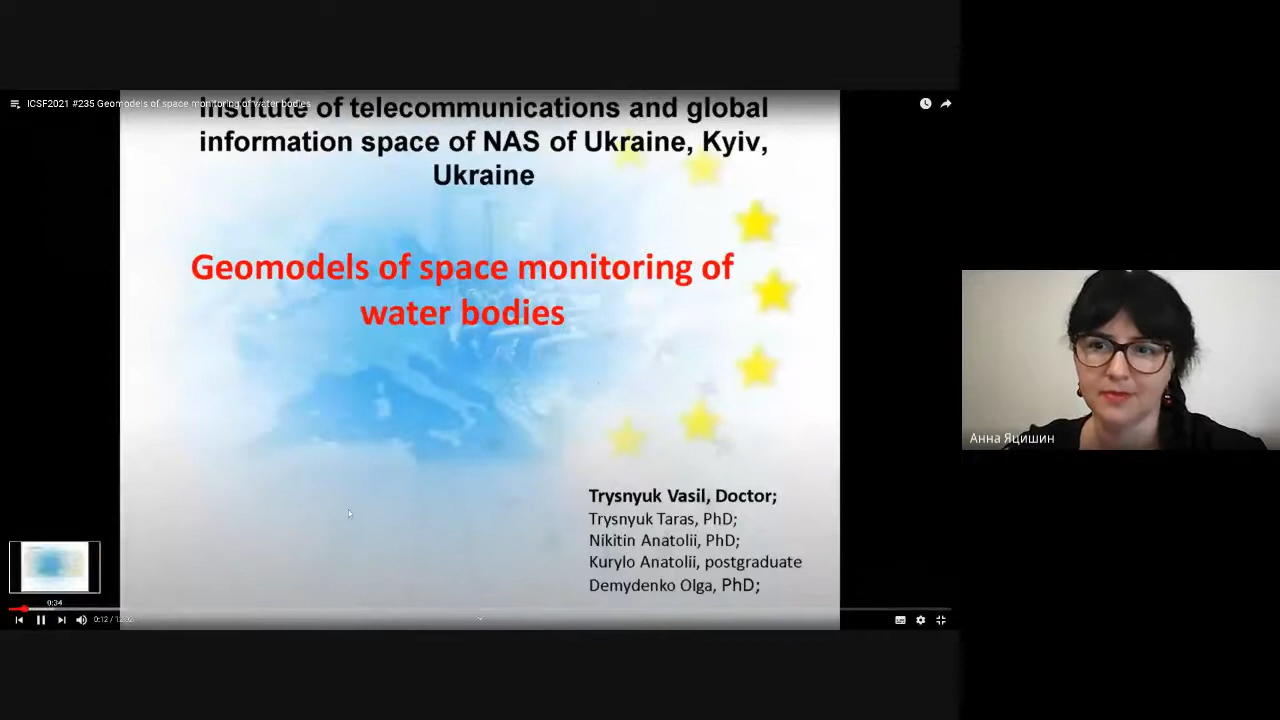 ICSF2021 #235 Geomodels of space monitoring of water bodies
Institute of telecommunications and global
information space of NAS of Ukraine, Kyiv,
Ukraine
Geomodels of space monitoring of
water bodies
Trysnyuk Vasil, Doctor;
Trysnyuk Taras, PhD;
Nikitin Anatolii, PhD;
Kurylo Anatolii, postgraduate
Demydenko Olga, PhD;
Анна Яцишин
0:34
0:12 /